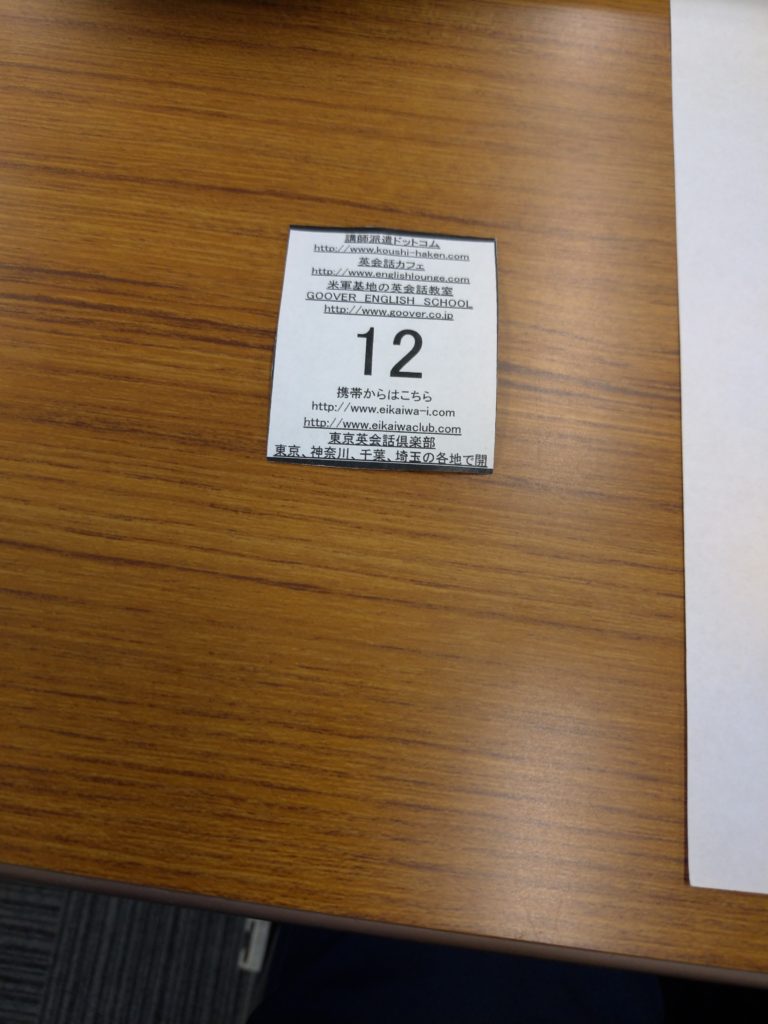 講師派遣ドットコム
http://www.koushi-haken.com
英会話カフェ
http://www.englishlounge.com
米軍基地の英会話教室
GOOVER ENGLISH SCHOOL
http://www.goover.co.jp
12
携帯からはこちら
http://www.eikaiwa-i.com
http://www.eikaiwaclub.com
東京英会話倶楽部
東京、神奈川、千葉、埼玉の各地で開